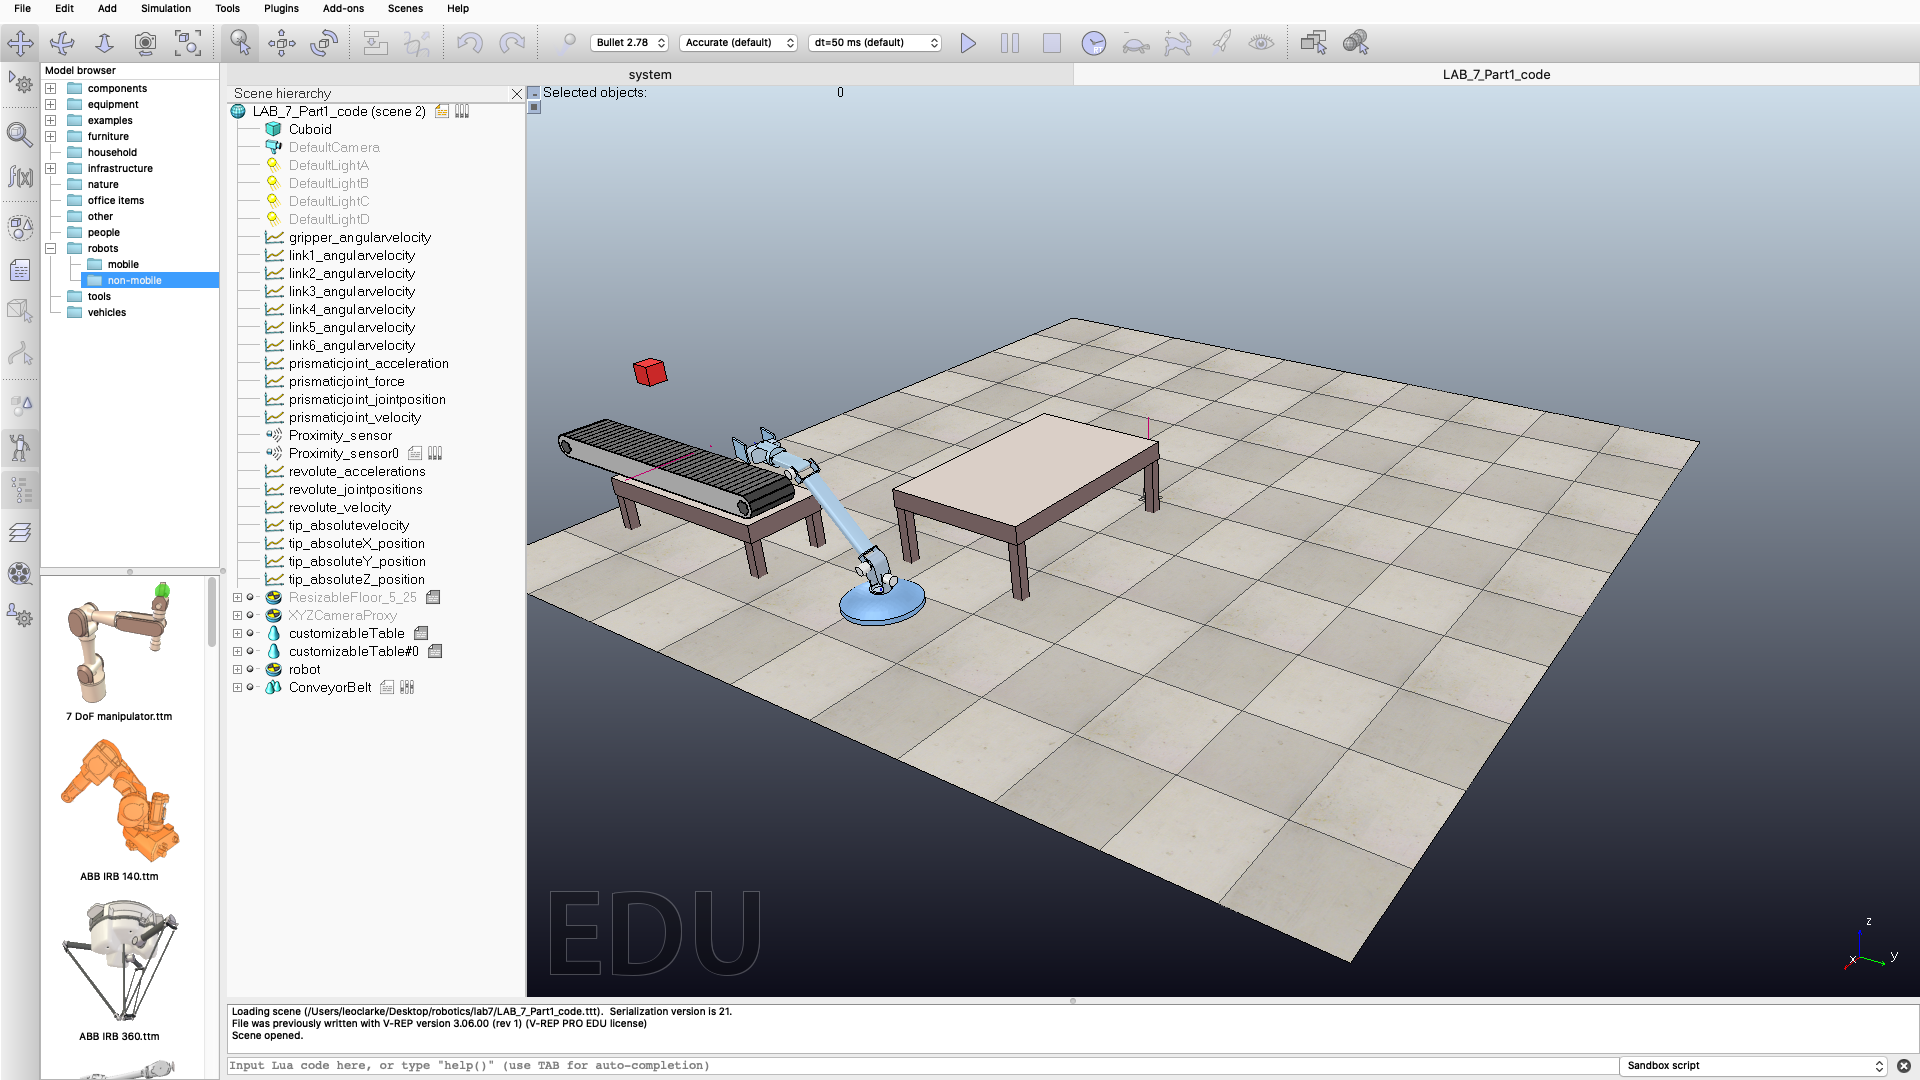 File Edit Add Simulation Tools Plugins Add-ons Scenes Help
Bullet 2.78 Accurate (default) dt=50 ms (default)
RT
f(x)
Model browser
components
equipment
examples
furniture
household
infrastructure
nature
office items
other
people
robots
mobile
non-mobile
tools
vehicles
7 DoF manipulator.ttm
ABB IRB 140.ttm
ABB IRB 360.ttm
system LAB_7_Part1_code
Scene hierarchy
LAB_7_Part1_code (scene 2)
Cuboid
DefaultCamera
DefaultLightA
DefaultLightB
DefaultLightC
DefaultLightD
gripper_angularvelocity
link1_angularvelocity
link2_angularvelocity
link3_angularvelocity
link4_angularvelocity
link5_angularvelocity
link6_angularvelocity
prismaticjoint_acceleration
prismaticjoint_force
prismaticjoint_jointposition
prismaticjoint_velocity
Proximity_sensor
Proximity_sensor0
revolute_accelerations
revolute_jointpositions
revolute_velocity
tip_absolutevelocity
tip_absoluteX_position
tip_absoluteY_position
tip_absoluteZ_position
ResizableFloor_5_25
XYZCameraProxy
customizableTable
customizableTable#0
robot
ConveyorBelt
Selected objects: 0
EDU
z
x y
Loading scene (/Users/leoclarke/Desktop/robotics/lab7/LAB_7_Part1_code.ttt). Serialization version is 21.
File was previously written with V-REP version 3.06.00 (rev 1) (V-REP PRO EDU license)
Scene opened.
Input Lua code here, or type "help()" (use TAB for auto-completion)
Sandbox script